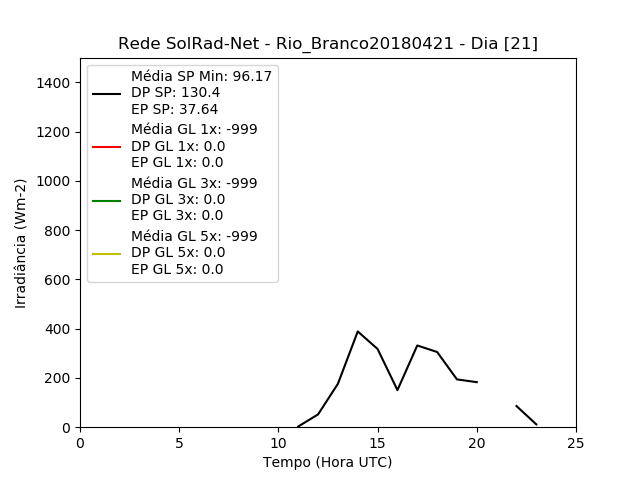 Rede SolRad-Net - Rio_Branco20180421 - Dia [21]
Média SP Min: 96.17
DP SP: 130.4
EP SP: 37.64
Média GL 1x: -999
DP GL 1x: 0.0
EP GL 1x: 0.0
Média GL 3x: -999
DP GL 3x: 0.0
EP GL 3x: 0.0
Média GL 5x: -999
DP GL 5x: 0.0
EP GL 5x: 0.0
Irradiância (Wm-2)
1400
1200
1000
800
600
400
200
0
0 5 10 15 20 25
Tempo (Hora UTC)